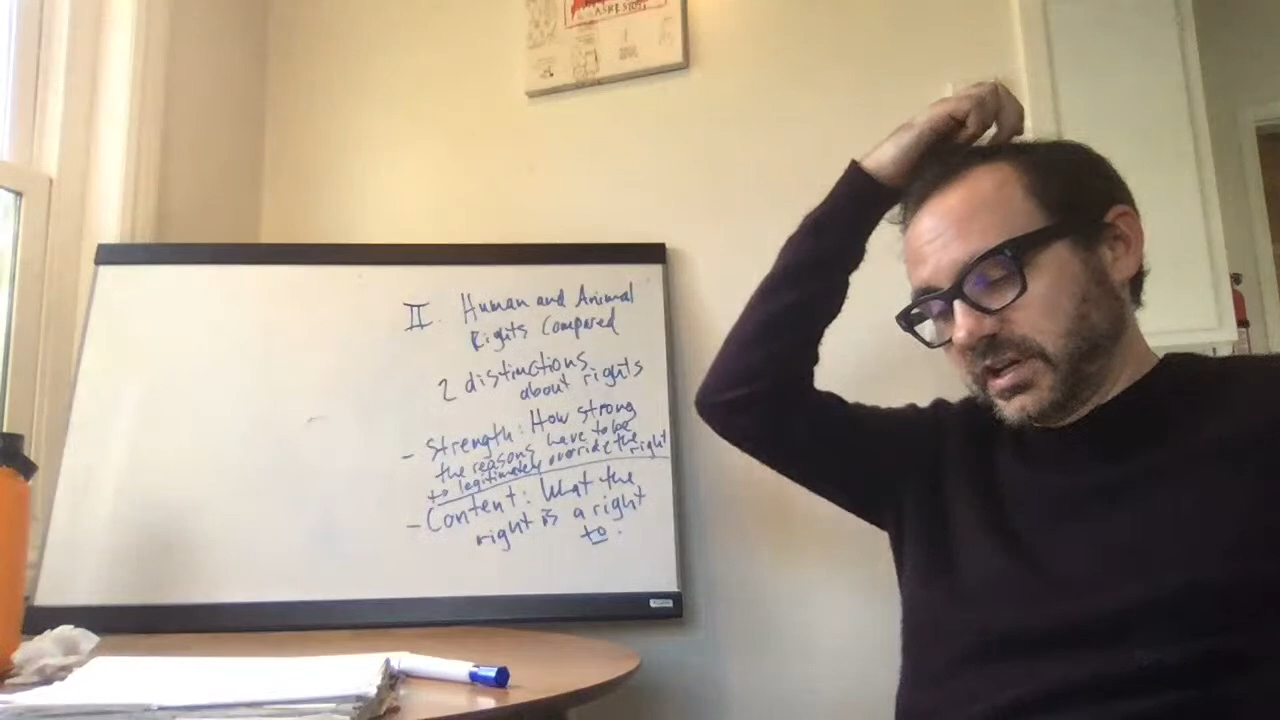 ASBESTOS
II. Human and Animal
Rights Compared
2 distinctions
about rights
- Strength: How strong
the reasons have to be
to legitimately override the right
- Content: What the
right is a right
to.